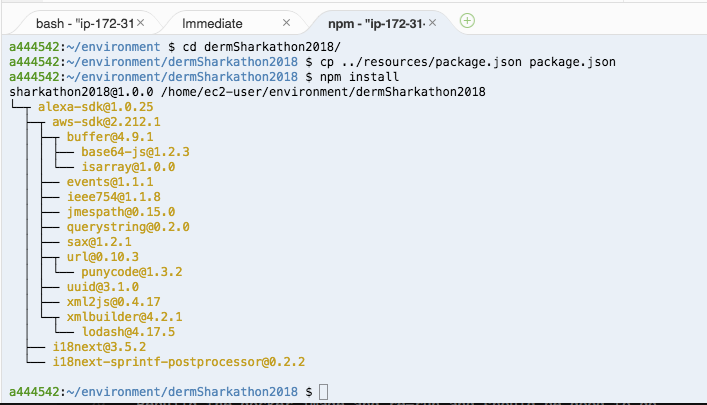 bash - "ip-172-31
Immediate
npm - "ip-172-31-
a444542:~/environment $ cd dermSharkathon2018/
a444542:~/environment/dermSharkathon2018 $ cp ../resources/package.json package.json
a444542:~/environment/dermSharkathon2018 $ npm install
sharkathon2018@1.0.0 /home/ec2-user/environment/dermSharkathon2018
└─┬ alexa-sdk@1.0.25
  ├─┬ aws-sdk@2.212.1
  │ ├─┬ buffer@4.9.1
  │ │ ├── base64-js@1.2.3
  │ │ └── isarray@1.0.0
  │ ├── events@1.1.1
  │ ├── ieee754@1.1.8
  │ ├── jmespath@0.15.0
  │ ├── querystring@0.2.0
  │ ├── sax@1.2.1
  │ ├─┬ url@0.10.3
  │ │ └── punycode@1.3.2
  │ ├── uuid@3.1.0
  │ ├── xml2js@0.4.17
  │ └─┬ xmlbuilder@4.2.1
  │   └── lodash@4.17.5
  ├── i18next@3.5.2
  └── i18next-sprintf-postprocessor@0.2.2
a444542:~/environment/dermSharkathon2018 $